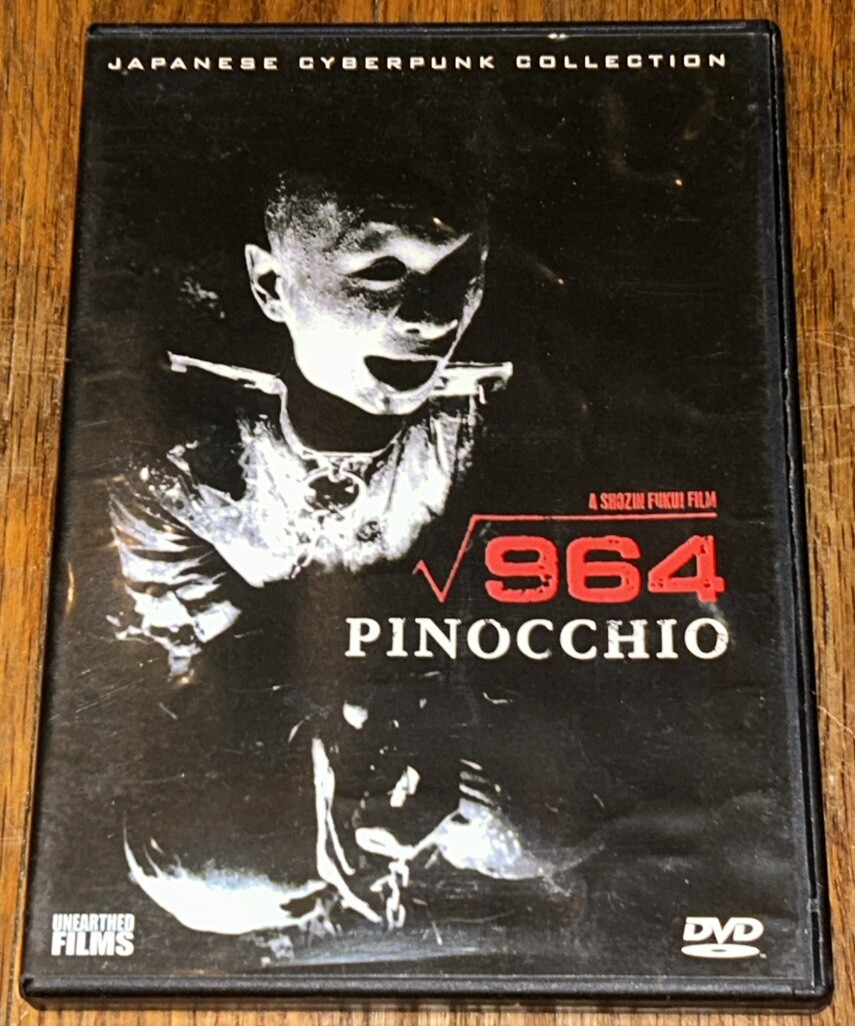 JAPANESE CYBERPUNK COLLECTION
A SHOZIN FUKUI FILM
√964
PINOCCHIO
UNEARTHED
FILMS
DVD